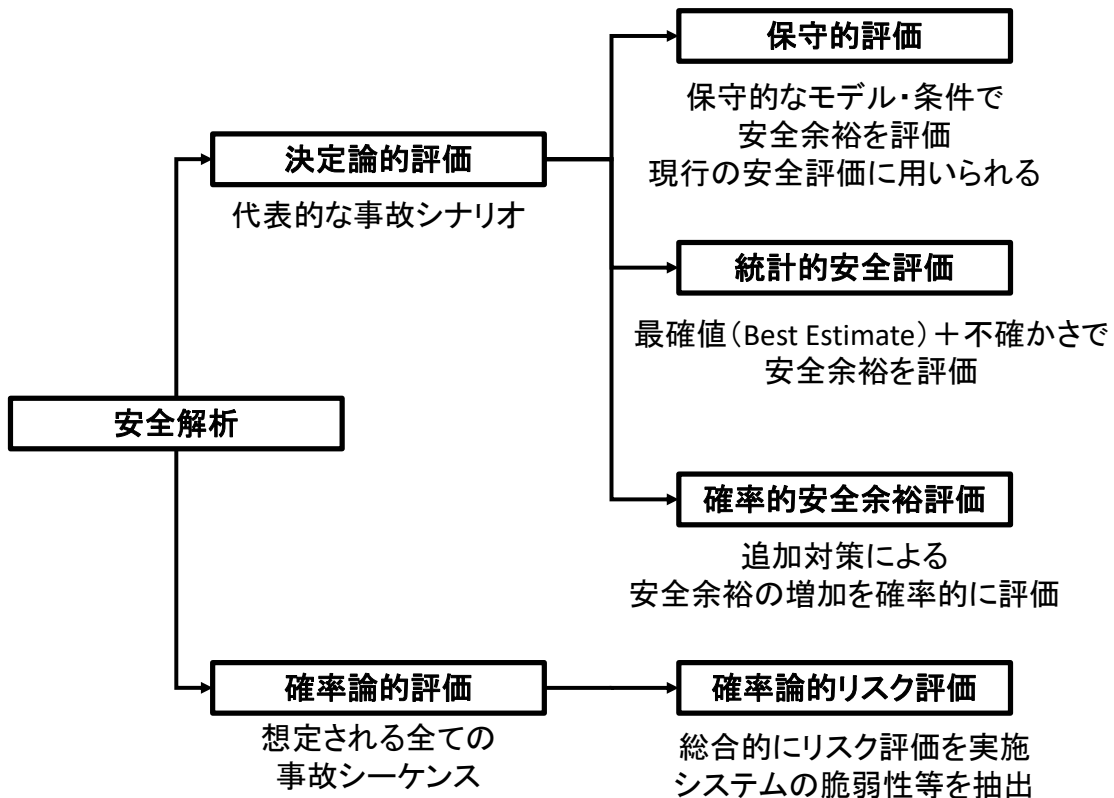 保守的評価
保守的なモデル・条件で
安全余裕を評価
現行の安全評価に用いられる
決定論的評価
代表的な事故シナリオ
統計的安全評価
最確値(Best Estimate)+不確かさで
安全余裕を評価
安全解析
確率的安全余裕評価
追加対策による
安全余裕の増加を確率的に評価
確率論的評価
想定される全ての
事故シーケンス
確率論的リスク評価
総合的にリスク評価を実施
システムの脆弱性等を抽出